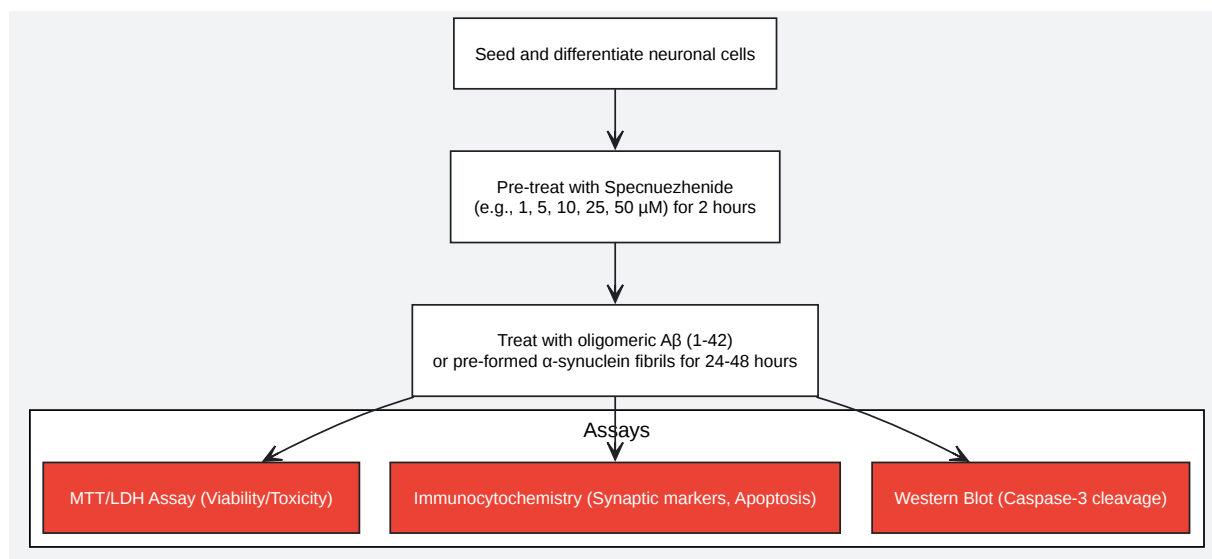 Seed and differentiate neuronal cells
Pre-treat with Specnuezhenide
(e.g., 1, 5, 10, 25, 50 µM) for 2 hours
Treat with oligomeric Aβ (1-42)
or pre-formed α-synuclein fibrils for 24-48 hours
Assays
MTT/LDH Assay (Viability/Toxicity)
Immunocytochemistry (Synaptic markers, Apoptosis)
Western Blot (Caspase-3 cleavage)